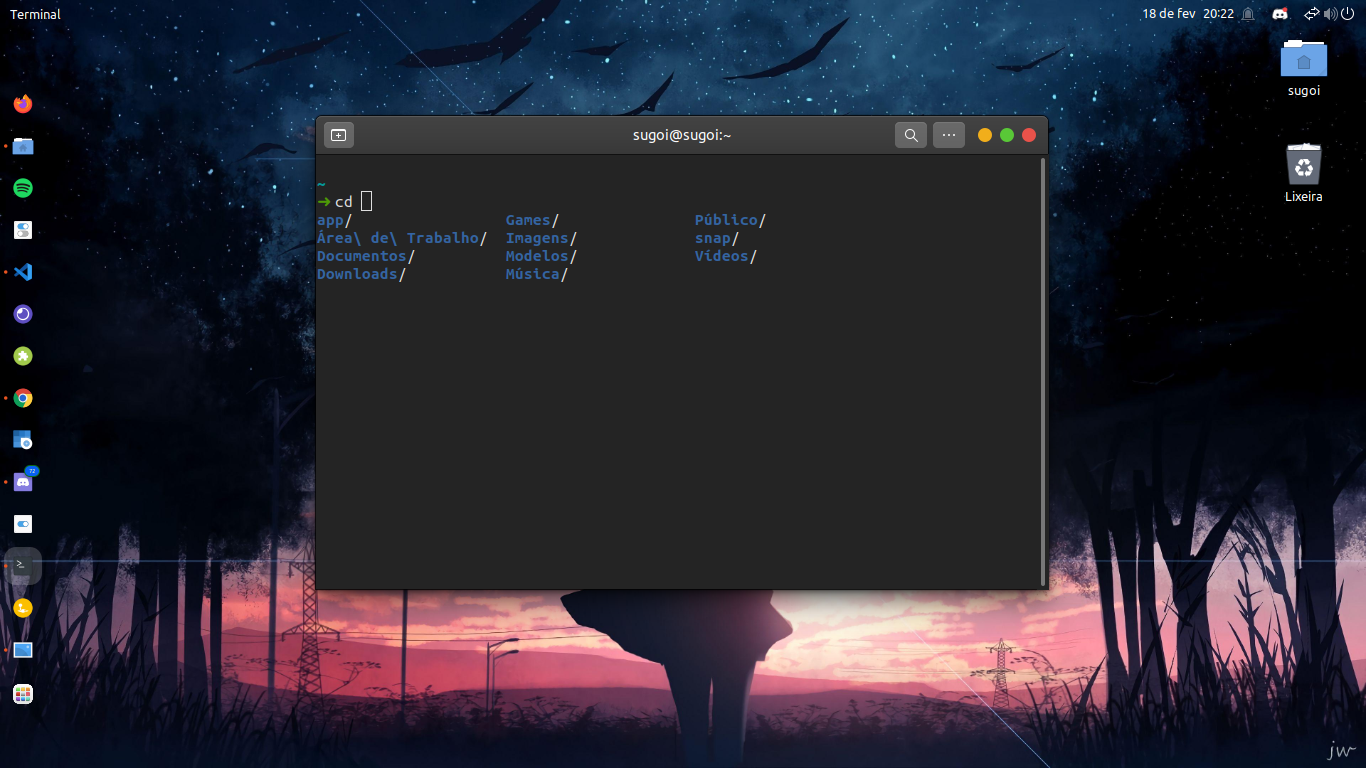 Terminal
18 de fev 20:22
sugoi
Lixeira
sugoi@sugoi:~
~
➜ cd
app/ Games/ Público/
Área\ de\ Trabalho/ Imagens/ snap/
Documentos/ Modelos/ Vídeos/
Downloads/ Música/
72
>_
jw